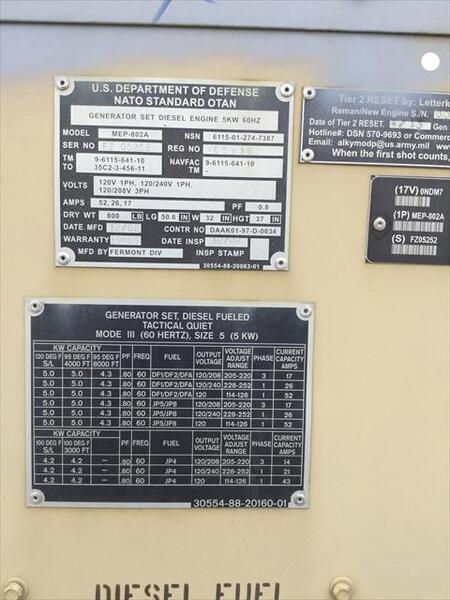 U.S. DEPARTMENT OF DEFENSE
NATO STANDARD OTAN
GENERATOR SET DIESEL ENGINE 5KW 60HZ
MODEL MEP-802A NSN 6115-01-274-7387
SER NO FZ 05252 REG NO
TM TO 9-6115-641-10 35C2-3-456-11 NAVFAC TM 9-6115-641-10 -
VOLTS 120V 1PH, 120/240V 1PH, 120/208V 3PH
AMPS 52, 26, 17 PF 0.8
DRY WT 800 LB LG 50.6 IN W 32 IN HGT 37 IN
DATE MFD 12/02 CONTR NO DAAK01-97-D-0034
WARRANTY DATE INSP 12/02
MFD BY FERMONT DIV INSP STAMP
30554-88-20063-01
Tier 2 RESET by: Letterk
Reman/New Engine S/N.
Date of Tier 2 RESET. Gen
Hotline#: DSN 570-9693 or Commerc
alkymodp@us.army.mil
When the first shot counts,
(17V) 0NDM7
(1P) MEP-802A
(S) FZ05252
GENERATOR SET, DIESEL FUELED
TACTICAL QUIET
MODE III (60 HERTZ), SIZE 5 (5 KW)
KW CAPACITY
120 DEG F S/L 95 DEG F 4000 FT 95 DEG F 8000 FT PF FREQ FUEL OUTPUT VOLTAGE VOLTAGE ADJUST RANGE PHASE CURRENT CAPACITY AMPS
5.0 5.0 4.3 .80 60 DF1/DF2/DFA 120/208 205-220 3 17
5.0 5.0 4.3 .80 60 DF1/DF2/DFA 120/240 228-252 1 26
5.0 5.0 4.3 .80 60 DF1/DF2/DFA 120 114-126 1 52
5.0 5.0 4.3 .80 60 JP5/JP8 120/208 205-220 3 17
5.0 5.0 4.3 .80 60 JP5/JP8 120/240 228-252 1 26
5.0 5.0 4.3 .80 60 JP5/JP8 120 114-126 1 52
KW CAPACITY
100 DEG F S/L 100 DEG F 3000 FT PF FREQ FUEL OUTPUT VOLTAGE VOLTAGE ADJUST RANGE PHASE CURRENT CAPACITY AMPS
4.2 4.2 – .80 60 JP4 120/208 205-220 3 14
4.2 4.2 – .80 60 JP4 120/240 228-252 1 21
4.2 4.2 – .80 60 JP4 120 114-126 1 43
30554-88-20160-01
DIESEL FUEL